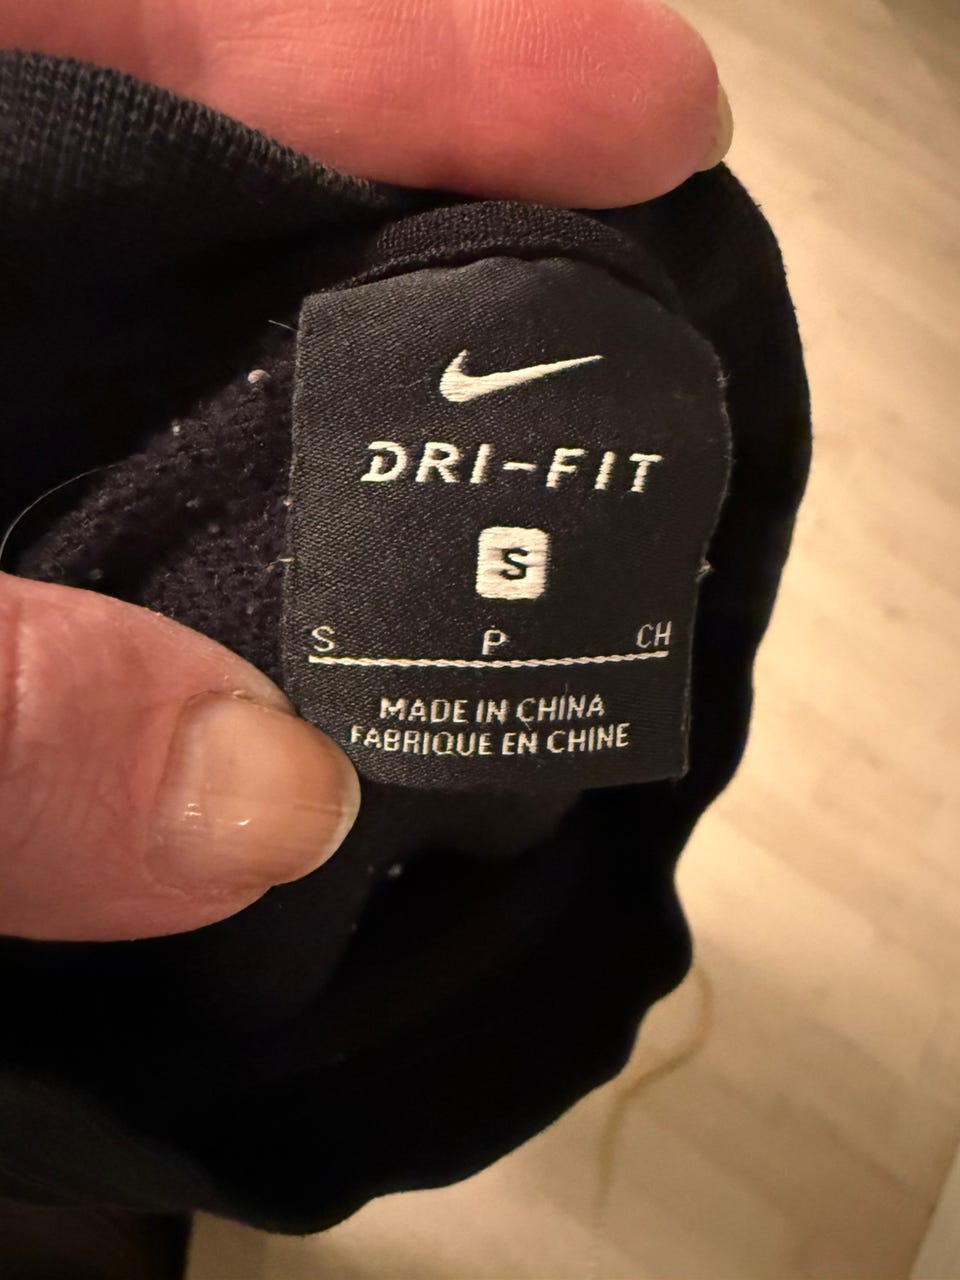 DRI-FIT
S
S P CH
MADE IN CHINA
FABRIQUE EN CHINE